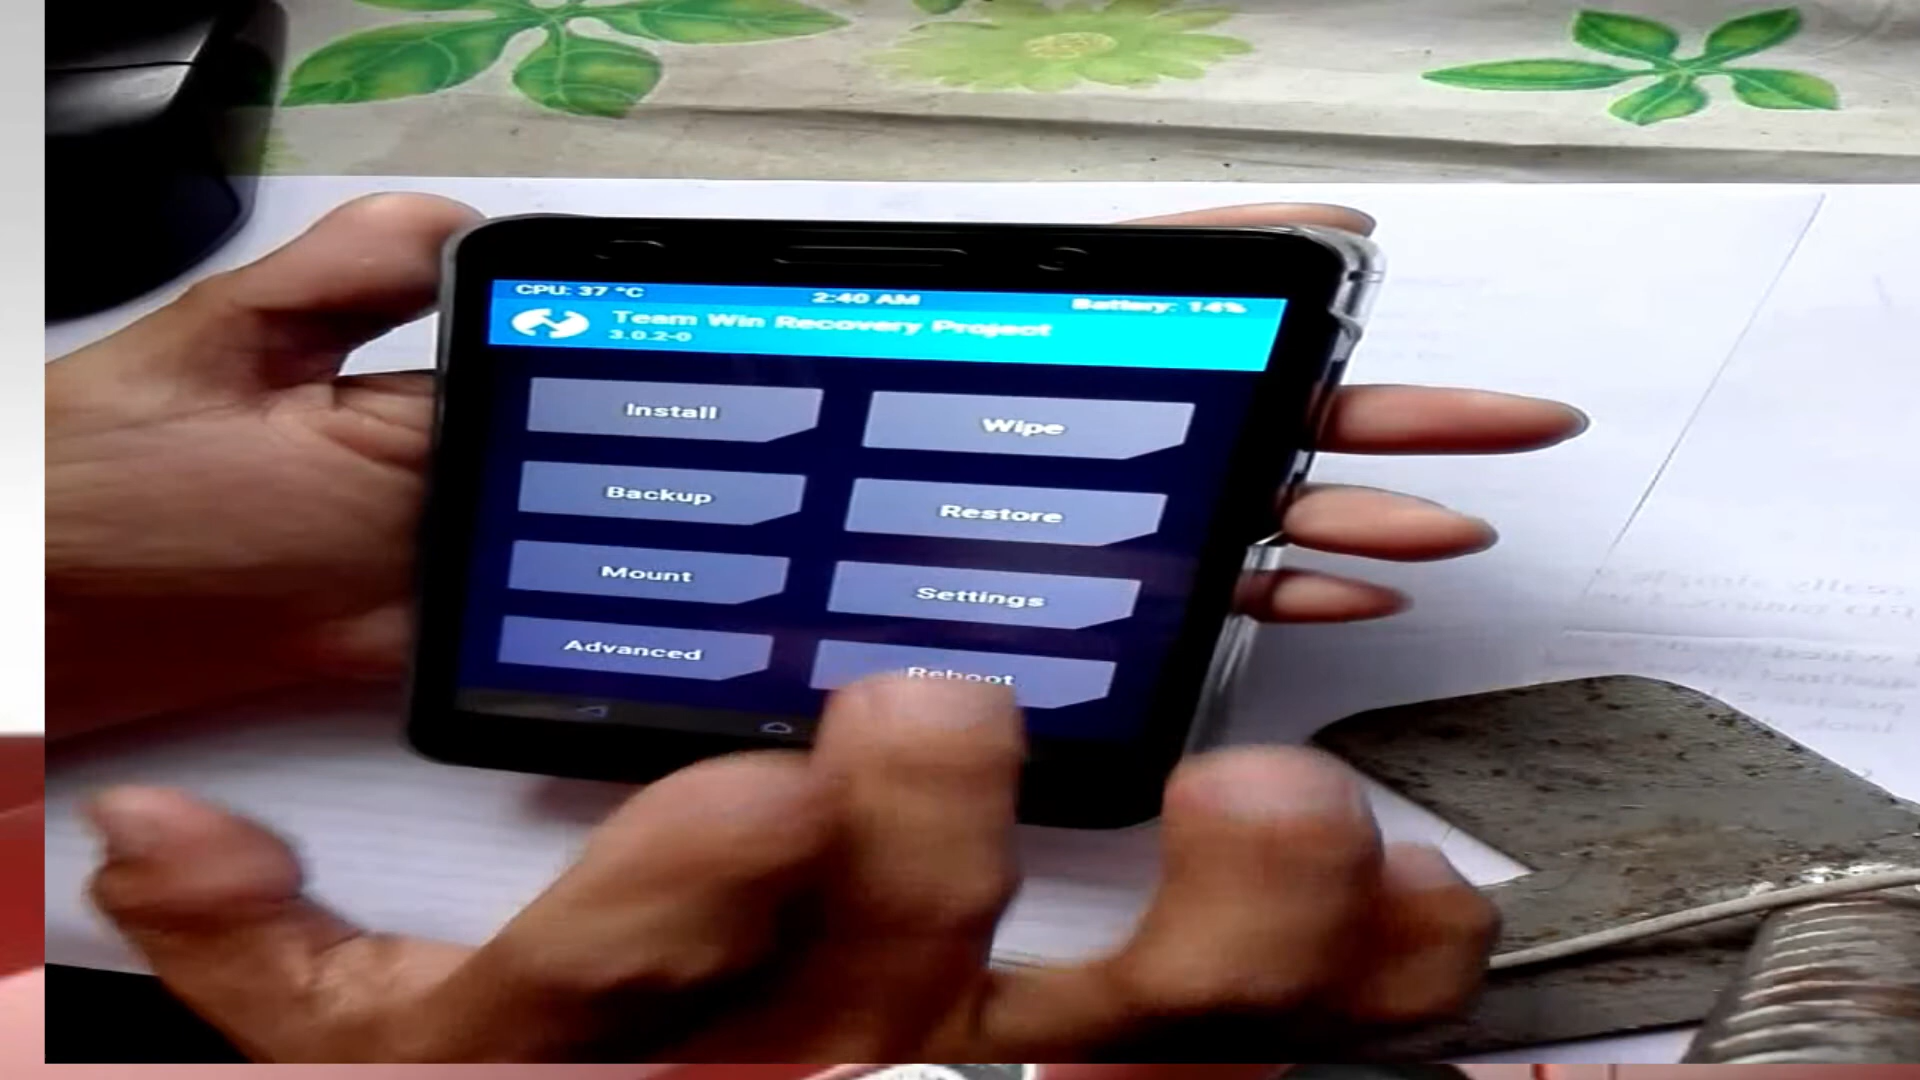 CPU: 37 °C 2:40 AM Battery: 14%
Team Win Recovery Project
3.0.2-0
Install Wipe
Backup Restore
Mount Settings
Advanced Reboot